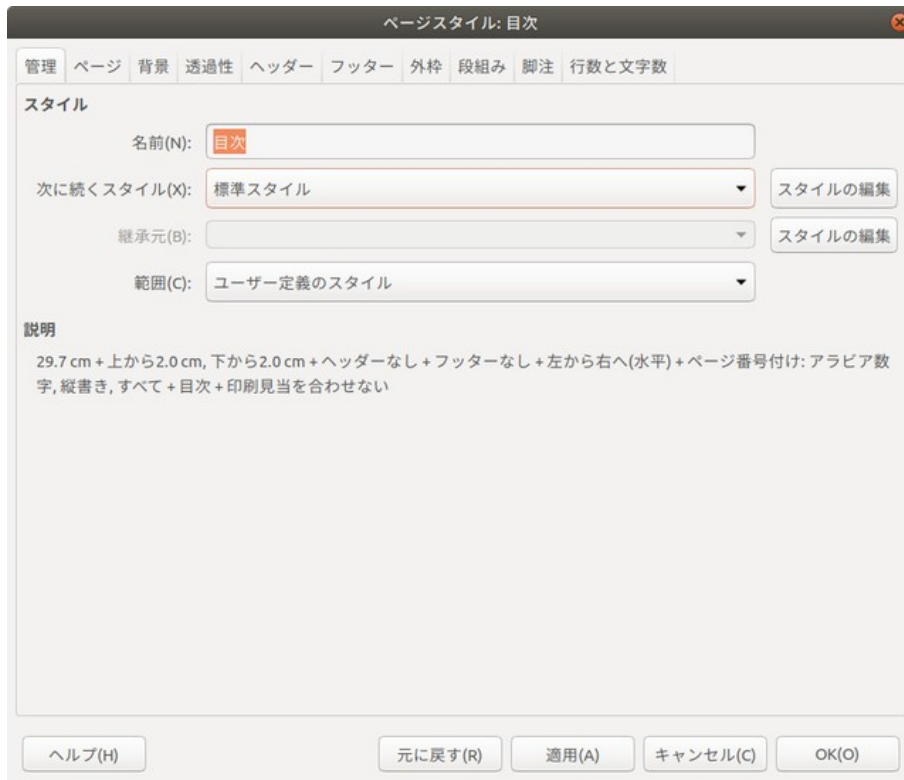 ページスタイル: 目次
管理 ページ 背景 透過性 ヘッダー フッター 外枠 段組み 脚注 行数と文字数
スタイル
名前(N): 目次
次に続くスタイル(X): 標準スタイル スタイルの編集
継承元(B): スタイルの編集
範囲(C): ユーザー定義のスタイル
説明
29.7 cm + 上から2.0 cm, 下から2.0 cm + ヘッダーなし + フッターなし + 左から右へ(水平) + ページ番号付け: アラビア数
字, 縦書き, すべて + 目次 + 印刷見当を合わせない
ヘルプ(H) 元に戻す(R) 適用(A) キャンセル(C) OK(O)